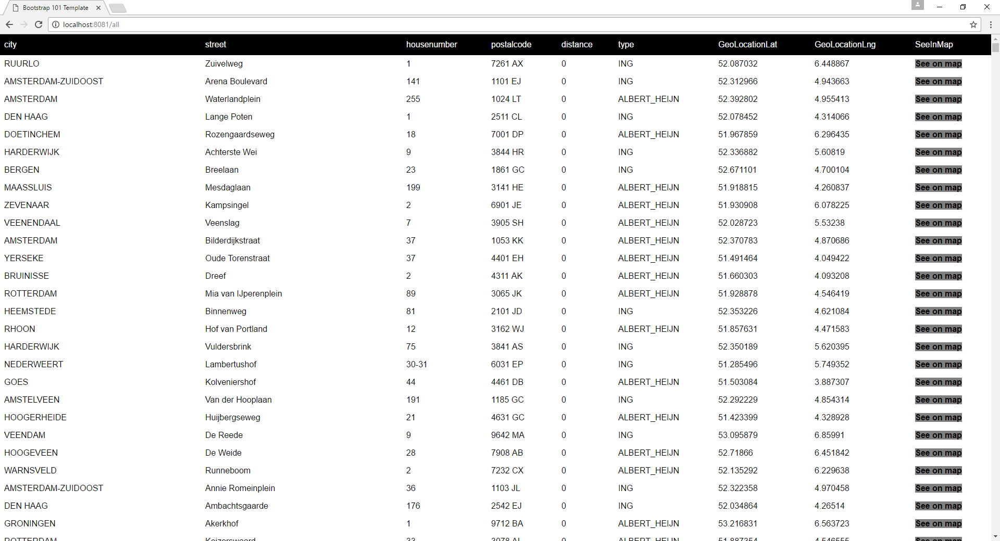 Bootstrap 101 Template
localhost:8081/all
city street housenumber postalcode distance type GeoLocationLat GeoLocationLng SeeInMap
RUURLO Zuivelweg 1 7261 AX 0 ING 52.087032 6.448867 See on map
AMSTERDAM-ZUIDOOST Arena Boulevard 141 1101 EJ 0 ING 52.312966 4.943663 See on map
AMSTERDAM Waterlandplein 255 1024 LT 0 ALBERT_HEIJN 52.392802 4.955413 See on map
DEN HAAG Lange Poten 1 2511 CL 0 ING 52.078452 4.314066 See on map
DOETINCHEM Rozengaardseweg 18 7001 DP 0 ALBERT_HEIJN 51.967859 6.296435 See on map
HARDERWIJK Achterste Wei 9 3844 HR 0 ING 52.336882 5.60819 See on map
BERGEN Breelaan 23 1861 GC 0 ING 52.671101 4.700104 See on map
MAASSLUIS Mesdaglaan 199 3141 HE 0 ALBERT_HEIJN 51.918815 4.260837 See on map
ZEVENAAR Kampsingel 2 6901 JE 0 ALBERT_HEIJN 51.930908 6.078225 See on map
VEENENDAAL Veenslag 7 3905 SH 0 ALBERT_HEIJN 52.028723 5.53238 See on map
AMSTERDAM Bilderdijkstraat 37 1053 KK 0 ALBERT_HEIJN 52.370783 4.870686 See on map
YERSEKE Oude Torenstraat 37 4401 EH 0 ALBERT_HEIJN 51.491464 4.049422 See on map
BRUINISSE Dreef 2 4311 AK 0 ALBERT_HEIJN 51.660303 4.093208 See on map
ROTTERDAM Mia van IJperenplein 89 3065 JK 0 ALBERT_HEIJN 51.928878 4.546419 See on map
HEEMSTEDE Binnenweg 81 2101 JD 0 ING 52.353226 4.621084 See on map
RHOON Hof van Portland 12 3162 WJ 0 ALBERT_HEIJN 51.857631 4.471583 See on map
HARDERWIJK Vuldersbrink 75 3841 AS 0 ING 52.350189 5.620395 See on map
NEDERWEERT Lambertushof 30-31 6031 EP 0 ING 51.285496 5.749352 See on map
GOES Kolveniershof 44 4461 DB 0 ALBERT_HEIJN 51.503084 3.887307 See on map
AMSTELVEEN Van der Hooplaan 191 1185 GC 0 ING 52.292229 4.854314 See on map
HOOGERHEIDE Huijbergseweg 21 4631 GC 0 ALBERT_HEIJN 51.423399 4.328928 See on map
VEENDAM De Reede 9 9642 MA 0 ING 53.095879 6.85991 See on map
HOOGEVEEN De Weide 28 7908 AB 0 ALBERT_HEIJN 52.71866 6.451842 See on map
WARNSVELD Runneboom 2 7232 CX 0 ALBERT_HEIJN 52.135292 6.229638 See on map
AMSTERDAM-ZUIDOOST Annie Romeinplein 36 1103 JL 0 ING 52.322358 4.970458 See on map
DEN HAAG Ambachtsgaarde 176 2542 EJ 0 ING 52.034864 4.26514 See on map
GRONINGEN Akerkhof 1 9712 BA 0 ALBERT_HEIJN 53.216831 6.563723 See on map
ROTTERDAM Keizerswaard 0 ALBERT_HEIJN See on map